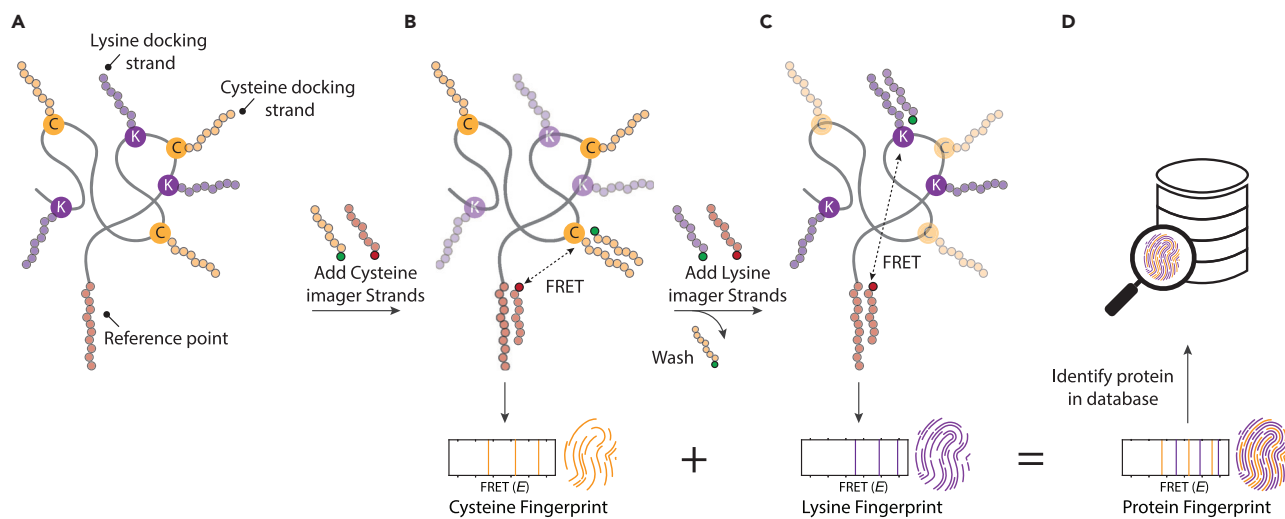 A
Lysine docking
strand
Cysteine docking
strand
C
K
C
K
K
C
Reference point
Add Cysteine
imager Strands
B
C
K
C
K
K
C
FRET
FRET (E)
Cysteine Fingerprint
Add Lysine
imager Strands
Wash
+
C
C
K
C
K
K
C
FRET
FRET (E)
Lysine Fingerprint
=
D
Identify protein
in database
FRET (E)
Protein Fingerprint